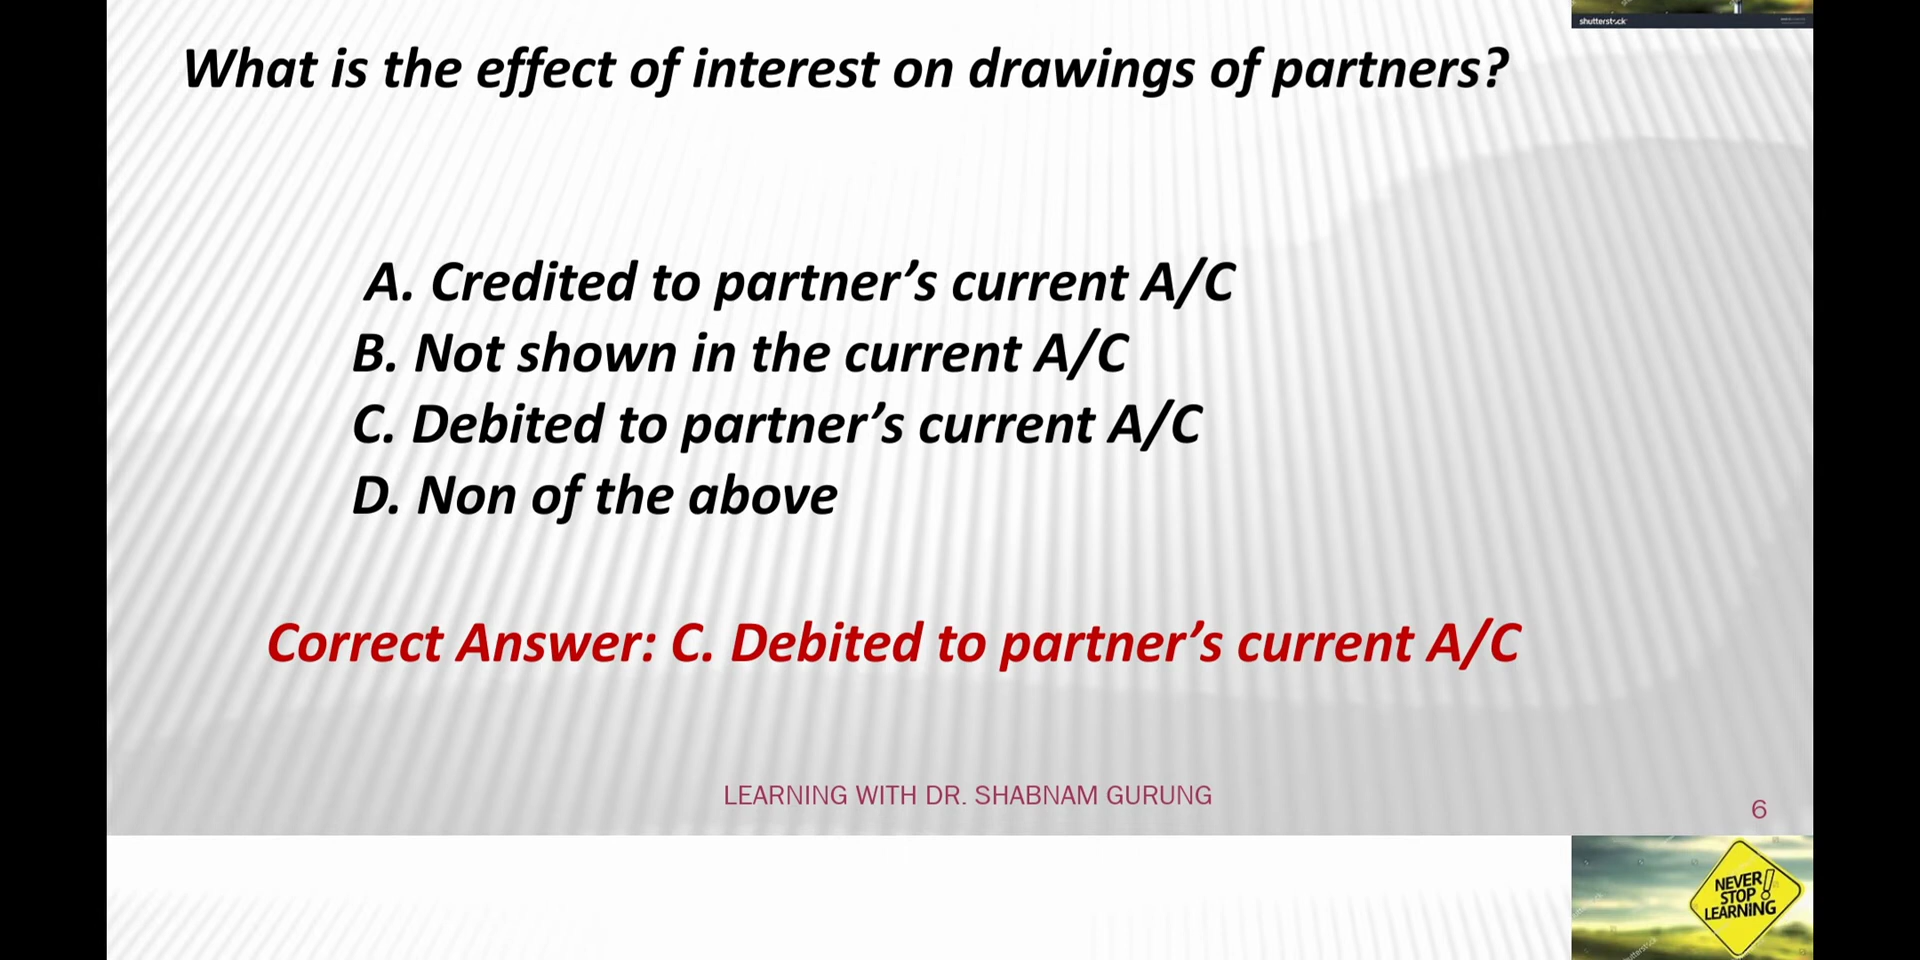 shutterstock
What is the effect of interest on drawings of partners?
A. Credited to partner’s current A/C
B. Not shown in the current A/C
C. Debited to partner’s current A/C
D. Non of the above
Correct Answer: C. Debited to partner’s current A/C
LEARNING WITH DR. SHABNAM GURUNG
6
NEVER
STOP !
LEARNING